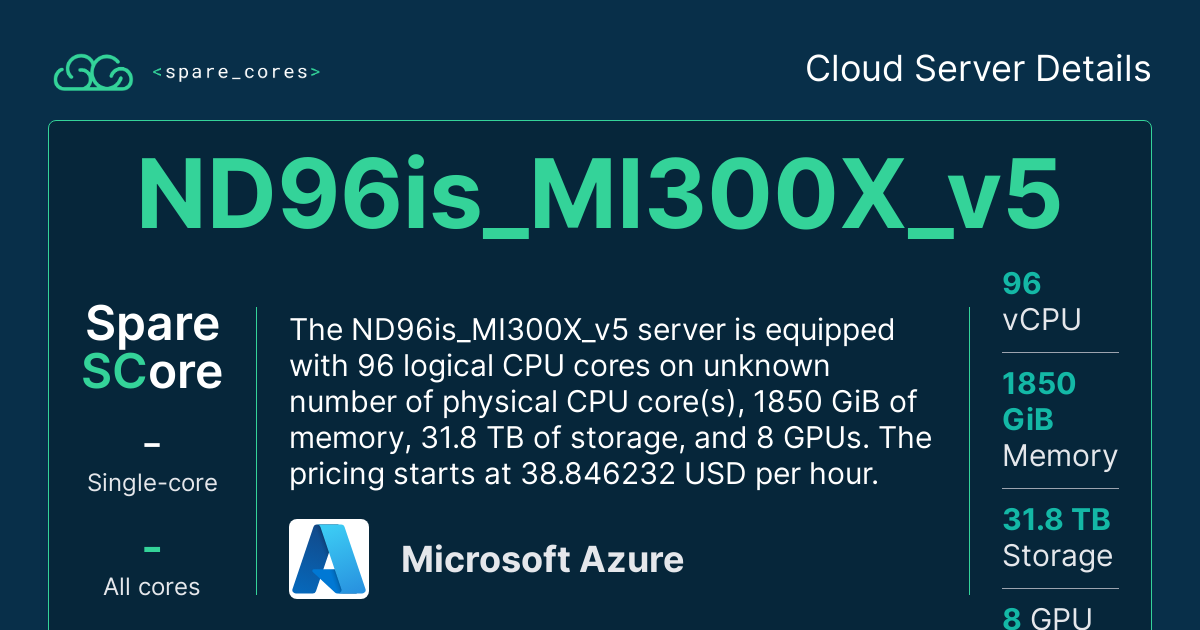 <spare_cores>
Cloud Server Details
ND96is_MI300X_v5
Spare
SCore
-
Single-core
-
All cores
The ND96is_MI300X_v5 server is equipped
with 96 logical CPU cores on unknown
number of physical CPU core(s), 1850 GiB of
memory, 31.8 TB of storage, and 8 GPUs. The
pricing starts at 38.846232 USD per hour.
Microsoft Azure
96
vCPU
1850
GiB
Memory
31.8 TB
Storage
8 GPU